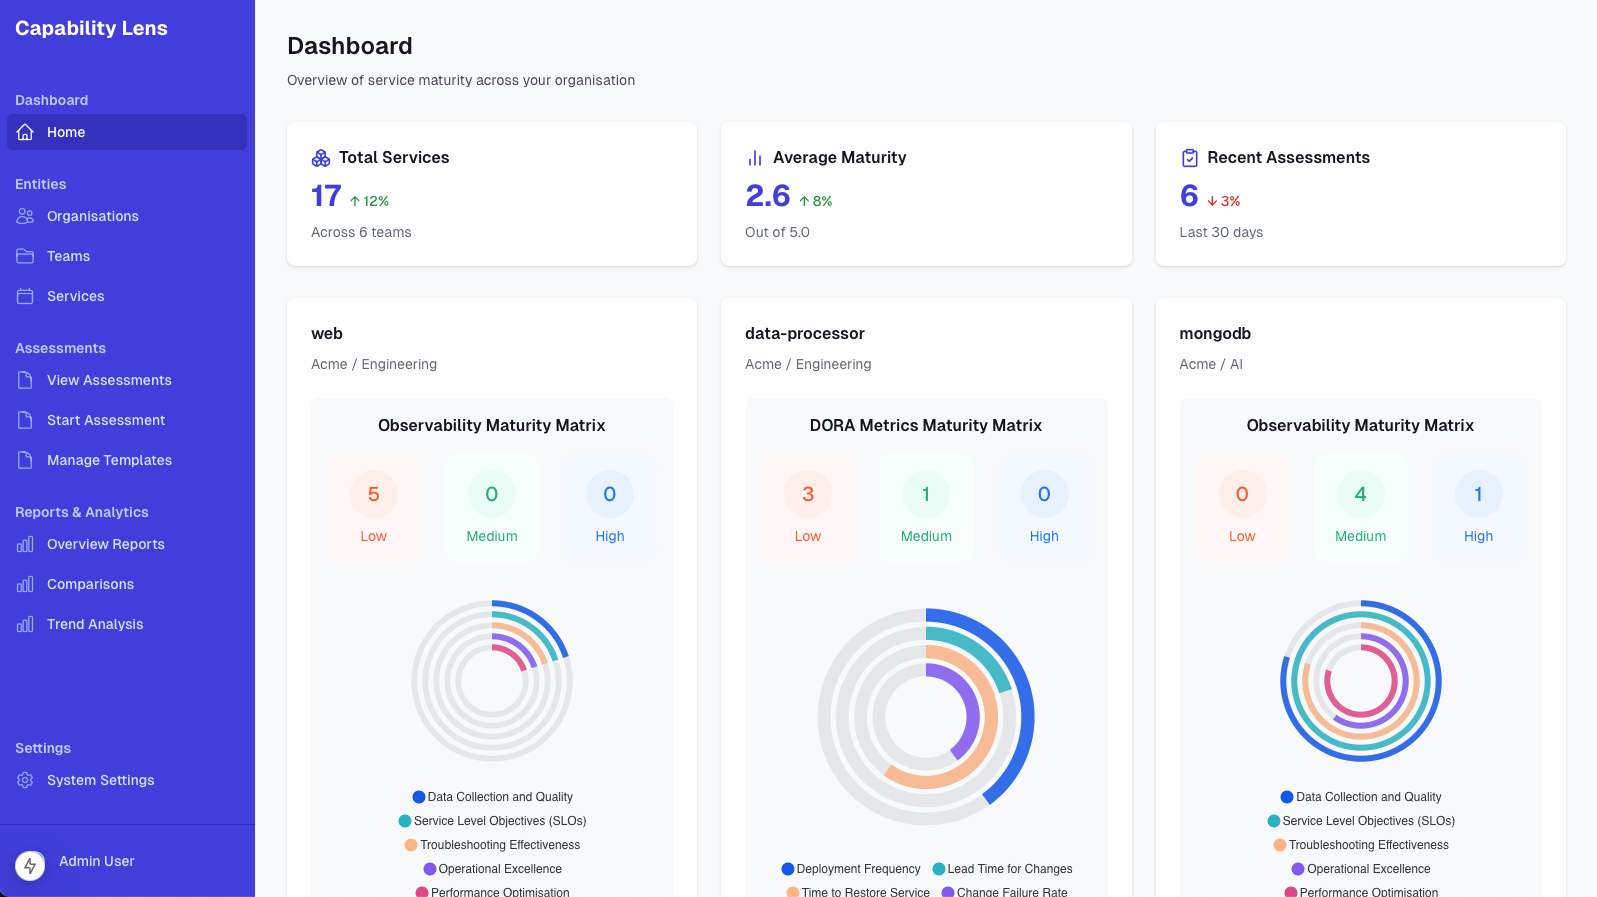 Capability Lens
Dashboard
Home
Entities
Organisations
Teams
Services
Assessments
View Assessments
Start Assessment
Manage Templates
Reports & Analytics
Overview Reports
Comparisons
Trend Analysis
Settings
System Settings
Admin User
Dashboard
Overview of service maturity across your organisation
Total Services
17 ↑ 12%
Across 6 teams
Average Maturity
2.6 ↑ 8%
Out of 5.0
Recent Assessments
6 ↓ 3%
Last 30 days
web
Acme / Engineering
Observability Maturity Matrix
5 0 0
Low Medium High
Data Collection and Quality
Service Level Objectives (SLOs)
Troubleshooting Effectiveness
Operational Excellence
Performance Optimisation
data-processor
Acme / Engineering
DORA Metrics Maturity Matrix
3 1 0
Low Medium High
Deployment Frequency Lead Time for Changes
Time to Restore Service Change Failure Rate
mongodb
Acme / AI
Observability Maturity Matrix
0 4 1
Low Medium High
Data Collection and Quality
Service Level Objectives (SLOs)
Troubleshooting Effectiveness
Operational Excellence
Performance Optimisation